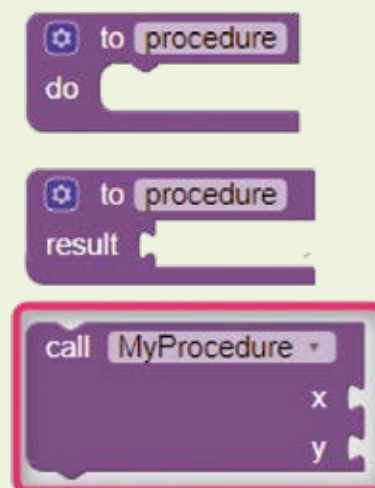 to procedure
do
to procedure
result
call MyProcedure
x
y